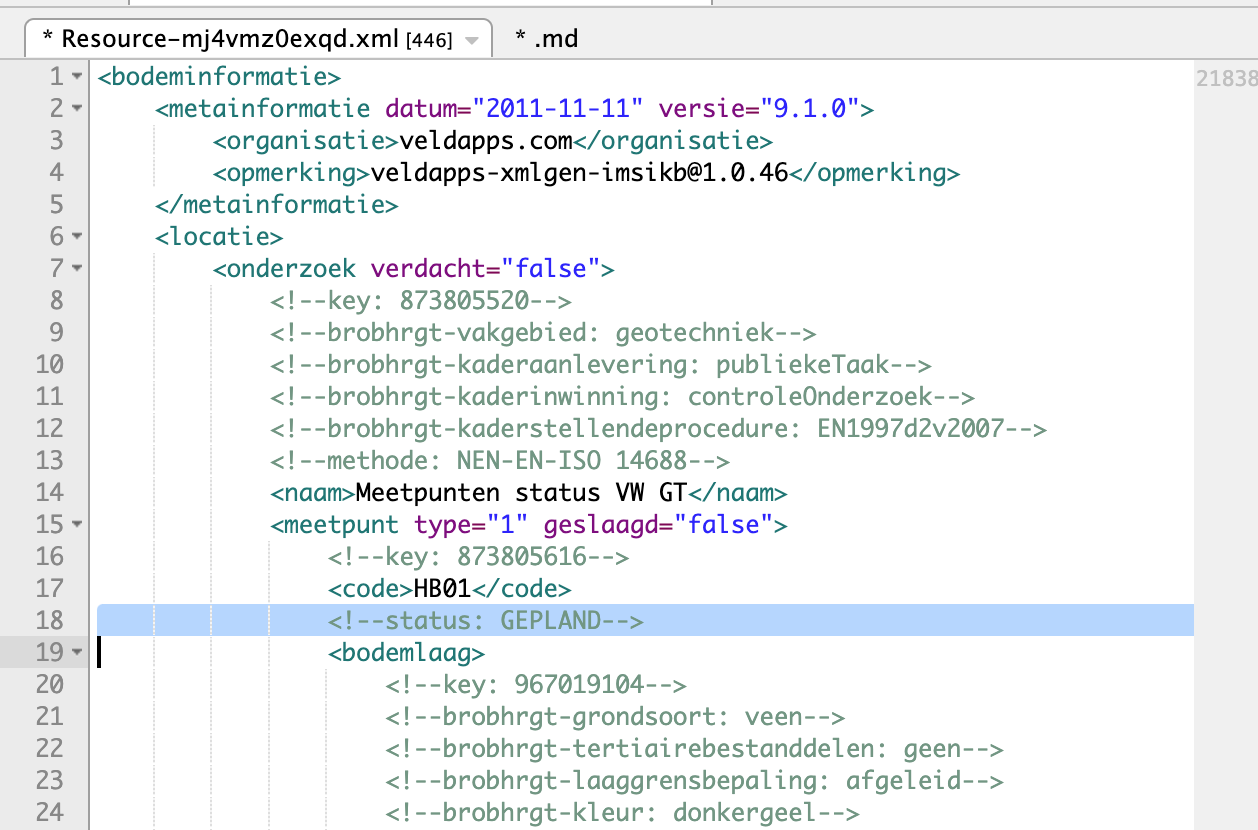 * Resource-mj4vmz0exqd.xml [446] * .md
1 <bodeminformatie> 21838
2 <metainformatie datum="2011-11-11" versie="9.1.0">
3 <organisatie>veldapps.com</organisatie>
4 <opmerking>veldapps-xmlgen-imsikb@1.0.46</opmerking>
5 </metainformatie>
6 <locatie>
7 <onderzoek verdacht="false">
8 <!--key: 873805520-->
9 <!--brobhrgt-vakgebied: geotechniek-->
10 <!--brobhrgt-kaderaanlevering: publiekeTaak-->
11 <!--brobhrgt-kaderinwinning: controleOnderzoek-->
12 <!--brobhrgt-kaderstellendeprocedure: EN1997d2v2007-->
13 <!--methode: NEN-EN-ISO 14688-->
14 <naam>Meetpunten status VW GT</naam>
15 <meetpunt type="1" geslaagd="false">
16 <!--key: 873805616-->
17 <code>HB01</code>
18 <!--status: GEPLAND-->
19 <bodemlaag>
20 <!--key: 967019104-->
21 <!--brobhrgt-grondsoort: veen-->
22 <!--brobhrgt-tertiairebestanddelen: geen-->
23 <!--brobhrgt-laaggrensbepaling: afgeleid-->
24 <!--brobhrgt-kleur: donkergeel-->